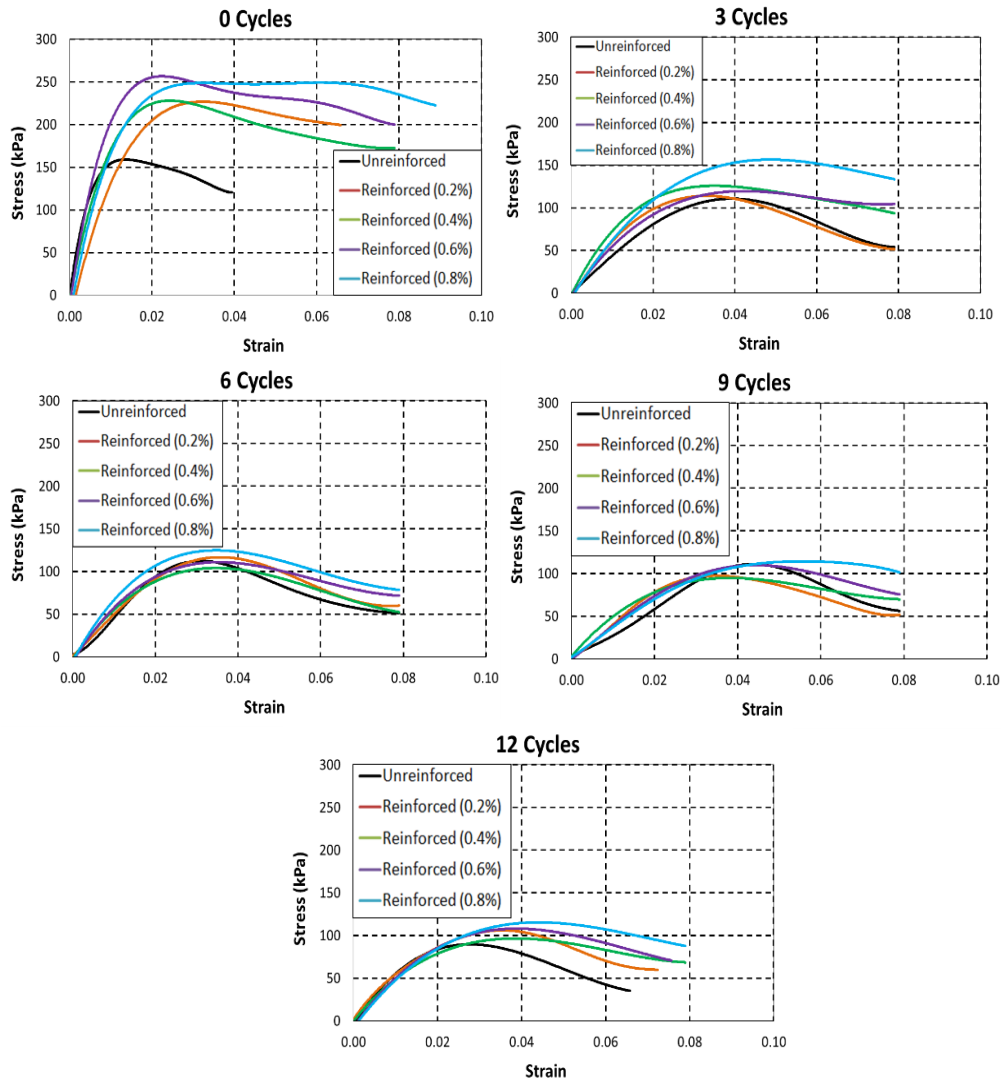 0 Cycles
300
250
200
150
100
50
0
Stress (kPa)
0.00 0.02 0.04 0.06 0.08 0.10
Strain
Unreinforced
Reinforced (0.2%)
Reinforced (0.4%)
Reinforced (0.6%)
Reinforced (0.8%)
3 Cycles
300
250
200
150
100
50
0
Stress (kPa)
0.00 0.02 0.04 0.06 0.08 0.10
Strain
Unreinforced
Reinforced (0.2%)
Reinforced (0.4%)
Reinforced (0.6%)
Reinforced (0.8%)
6 Cycles
300
250
200
150
100
50
0
Stress (kPa)
0.00 0.02 0.04 0.06 0.08 0.10
Strain
Unreinforced
Reinforced (0.2%)
Reinforced (0.4%)
Reinforced (0.6%)
Reinforced (0.8%)
9 Cycles
300
250
200
150
100
50
0
Stress (kPa)
0.00 0.02 0.04 0.06 0.08 0.10
Strain
Unreinforced
Reinforced (0.2%)
Reinforced (0.4%)
Reinforced (0.6%)
Reinforced (0.8%)
12 Cycles
300
250
200
150
100
50
0
Stress (kPa)
0.00 0.02 0.04 0.06 0.08 0.10
Strain
Unreinforced
Reinforced (0.2%)
Reinforced (0.4%)
Reinforced (0.6%)
Reinforced (0.8%)